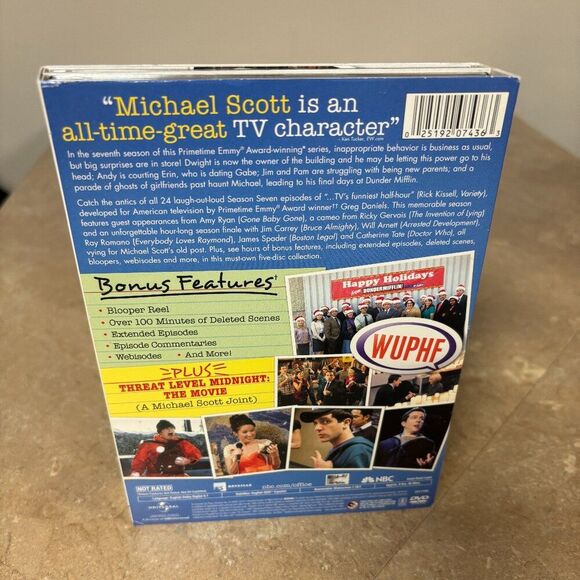 “Michael Scott is an
all-time-great TV character”
- Ken Tucker, EW.com
0 25192 07436 3
In the seventh season of this Primetime Emmy® Award-winning* series, inappropriate behavior is business as usual,
but big surprises are in store! Dwight is now the owner of the building and he may be letting this power go to his
head; Andy is courting Erin, who is dating Gabe; Jim and Pam are struggling with being new parents; and a
parade of ghosts of girlfriends past haunt Michael, leading to his final days at Dunder Mifflin.
Catch the antics of all 24 laugh-out-loud Season Seven episodes of “...TV's funniest half-hour” (Rick Kissell, Variety),
developed for American television by Primetime Emmy® Award winner†† Greg Daniels. This memorable season
features guest appearances from Amy Ryan (Gone Baby Gone), a cameo from Ricky Gervais (The Invention of Lying)
and an unforgettable hour-long season finale with Jim Carrey (Bruce Almighty), Will Arnett (Arrested Development),
Ray Romano (Everybody Loves Raymond), James Spader (Boston Legal) and Catherine Tate (Doctor Who), all
vying for Michael Scott's old post. Plus, see hours of bonus features, including extended episodes, deleted scenes,
bloopers, webisodes and more, in this must-own five-disc collection.
Bonus Features†
• Blooper Reel
• Over 100 Minutes of Deleted Scenes
• Extended Episodes
• Episode Commentaries
• Webisodes • And More!
PLUS
THREAT LEVEL MIDNIGHT:
THE MOVIE
(A Michael Scott Joint)
Happy Holidays
FROM DUNDER MIFFLIN
WUPHF
NOT RATED
nbc.com/office
NBC
UNIVERSAL
DVD